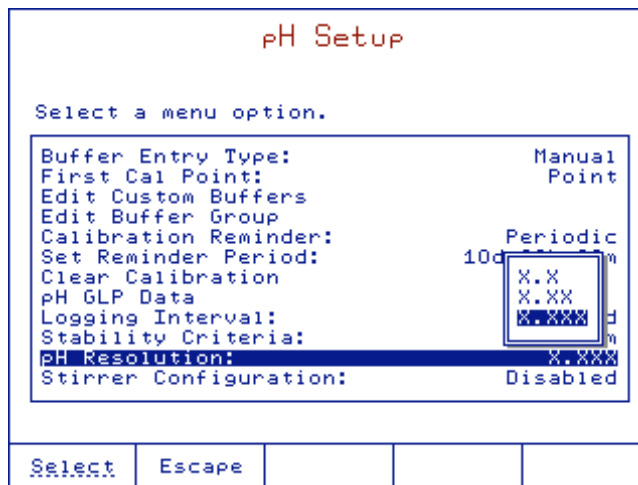 pH Setup
Select a menu option.
Buffer Entry Type: Manual
First Cal Point: Point
Edit Custom Buffers
Edit Buffer Group
Calibration Reminder: Periodic
Set Reminder Period: 10d m
Clear Calibration
X.X
pH GLP Data
X.XX
Logging Interval: d
X.XXX
Stability Criteria: m
pH Resolution: X.XXX
Stirrer Configuration: Disabled
Select Escape